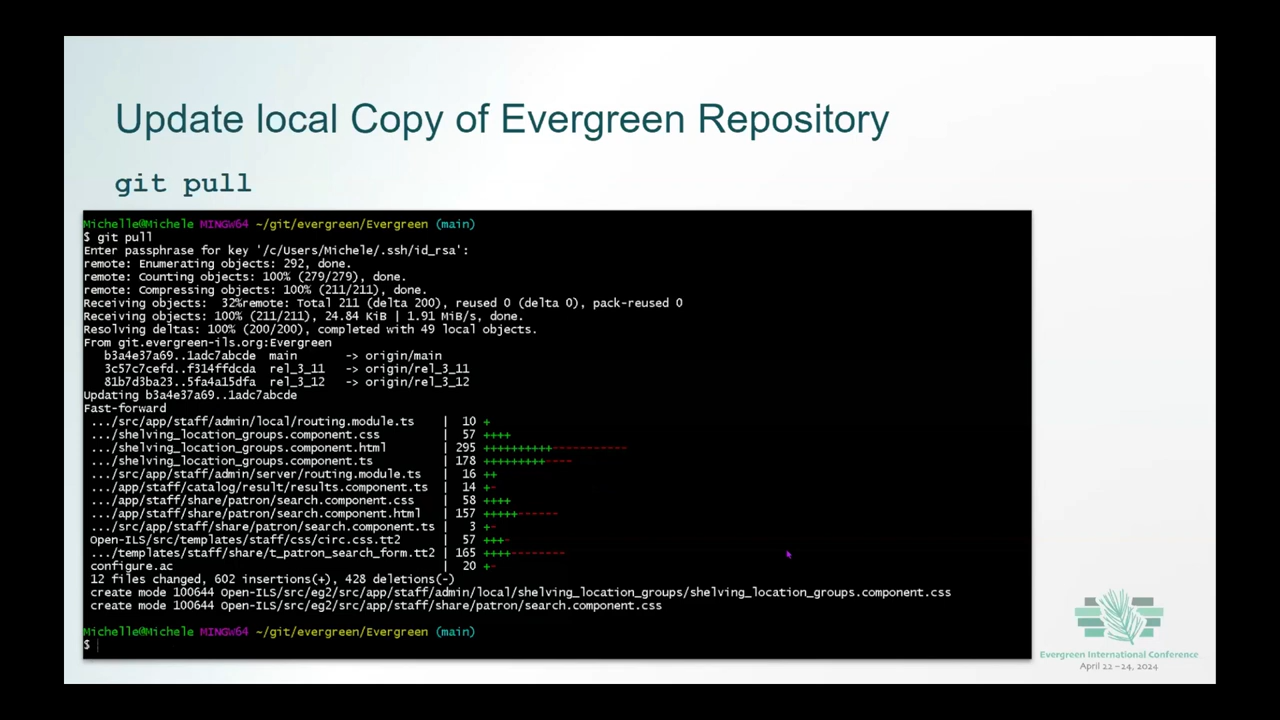 Update local Copy of Evergreen Repository
git pull
Michelle@Michele MINGW64 ~/git/evergreen/Evergreen (main)
$ git pull
Enter passphrase for key '/c/Users/Michele/.ssh/id_rsa':
remote: Enumerating objects: 292, done.
remote: Counting objects: 100% (279/279), done.
remote: Compressing objects: 100% (211/211), done.
Receiving objects:  32%remote: Total 211 (delta 200), reused 0 (delta 0), pack-reused 0
Receiving objects: 100% (211/211), 24.84 KiB | 1.91 MiB/s, done.
Resolving deltas: 100% (200/200), completed with 49 local objects.
From git.evergreen-ils.org:Evergreen
b3a4e37a69..1adc7abcde  main       -> origin/main
3c57c7cefd..f314ffdcda  rel_3_11   -> origin/rel_3_11
81b7d3ba23..5fa4a15dfa  rel_3_12   -> origin/rel_3_12
Updating b3a4e37a69..1adc7abcde
Fast-forward
.../src/app/staff/admin/local/routing.module.ts    |  10 +
.../shelving_location_groups.component.css         |  57 ++++
.../shelving_location_groups.component.html        | 295 ++++++++++-----------
.../shelving_location_groups.component.ts          | 178 +++++++++----
.../src/app/staff/admin/server/routing.module.ts   |  16 ++
.../app/staff/catalog/result/results.component.ts  |  14 +-
.../app/staff/share/patron/search.component.css    |  58 ++++
.../app/staff/share/patron/search.component.html   | 157 +++++------
.../src/app/staff/share/patron/search.component.ts |   3 +-
Open-ILS/src/templates/staff/css/circ.css.tt2      |  57 +++-
.../templates/staff/share/t_patron_search_form.tt2 | 165 ++++--------
configure.ac                                       |  20 +-
12 files changed, 602 insertions(+), 428 deletions(-)
create mode 100644 Open-ILS/src/eg2/src/app/staff/admin/local/shelving_location_groups/shelving_location_groups.component.css
create mode 100644 Open-ILS/src/eg2/src/app/staff/share/patron/search.component.css
Michelle@Michele MINGW64 ~/git/evergreen/Evergreen (main)
$
Evergreen International Conference
April 22–24, 2024